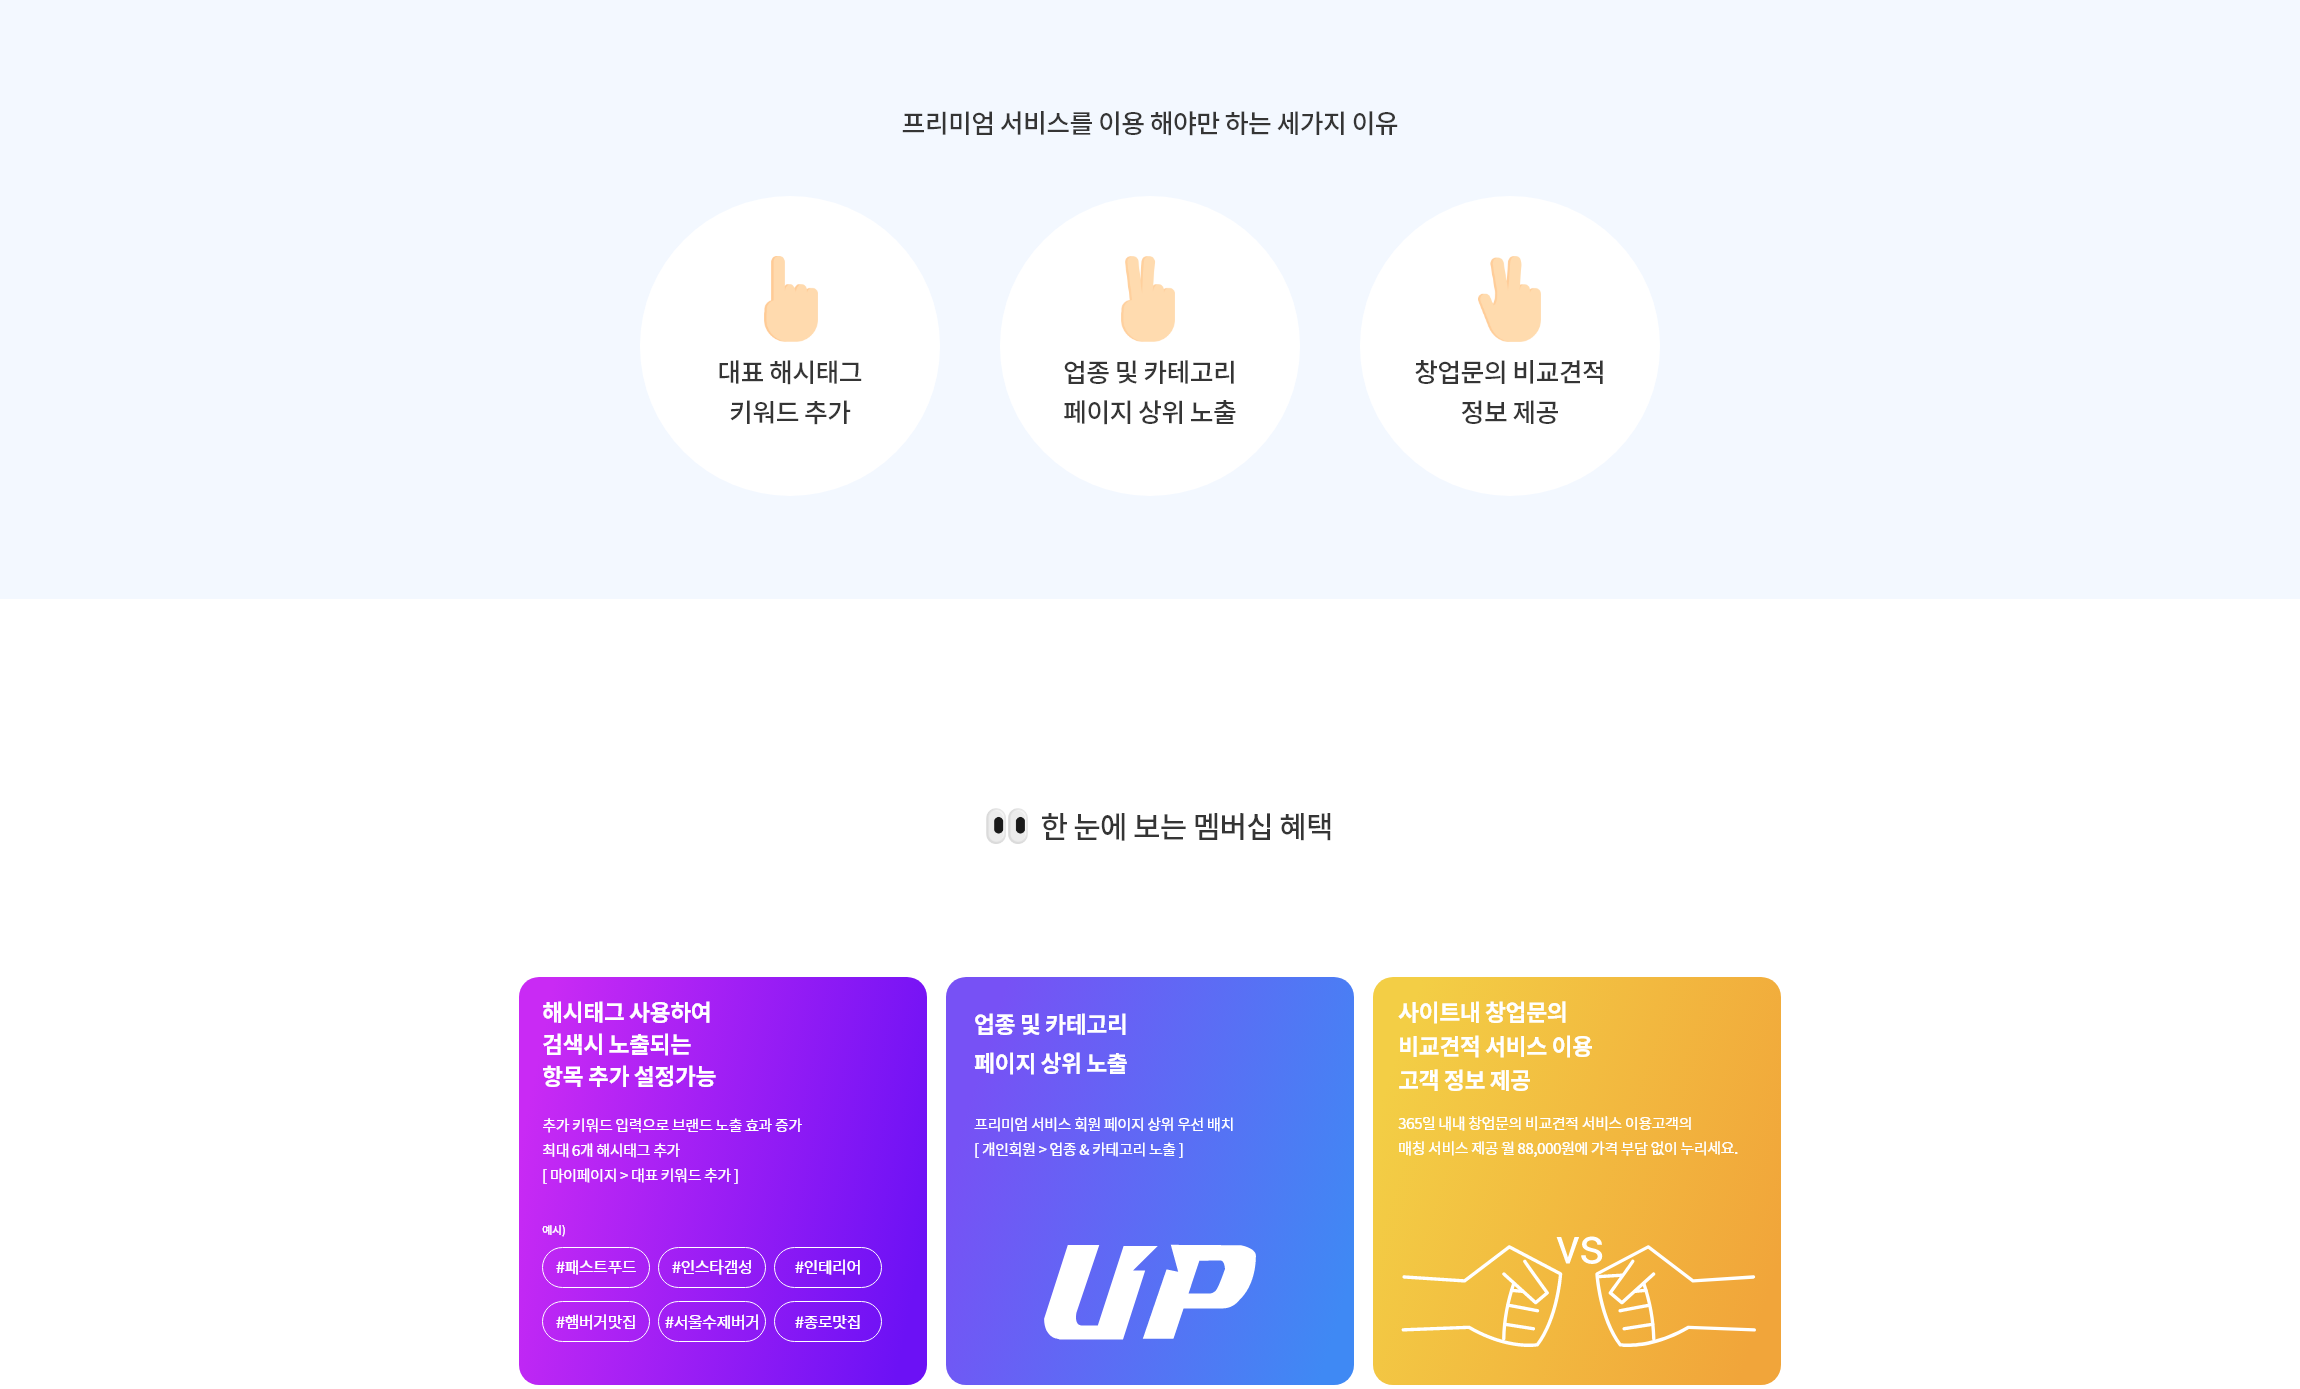 프리미엄 서비스를 이용 해야만 하는 세가지 이유
대표 해시태그
키워드 추가
업종 및 카테고리
페이지 상위 노출
창업문의 비교견적
정보 제공
한 눈에 보는 멤버십 혜택
해시태그 사용하여
검색시 노출되는
항목 추가 설정가능
추가 키워드 입력으로 브랜드 노출 효과 증가
최대 6개 헤시태그 추가
[ 마이페이지 > 대표 키워드 추가 ]
예시)
#패스트푸드 #인스타갬성 #인테리어
#햄버거맛집 #서울수제버거 #종로맛집
업종 및 카테고리
페이지 상위 노출
프리미엄 서비스 회원 페이지 상위 우선 배치
[ 개인회원 > 업종 & 카테고리 노출 ]
UP
사이트내 창업문의
비교견적 서비스 이용
고객 정보 제공
365일 내내 창업문의 비교견적 서비스 이용고객의
매칭 서비스 제공 월 88,000원에 가격 부담 없이 누리세요.
VS